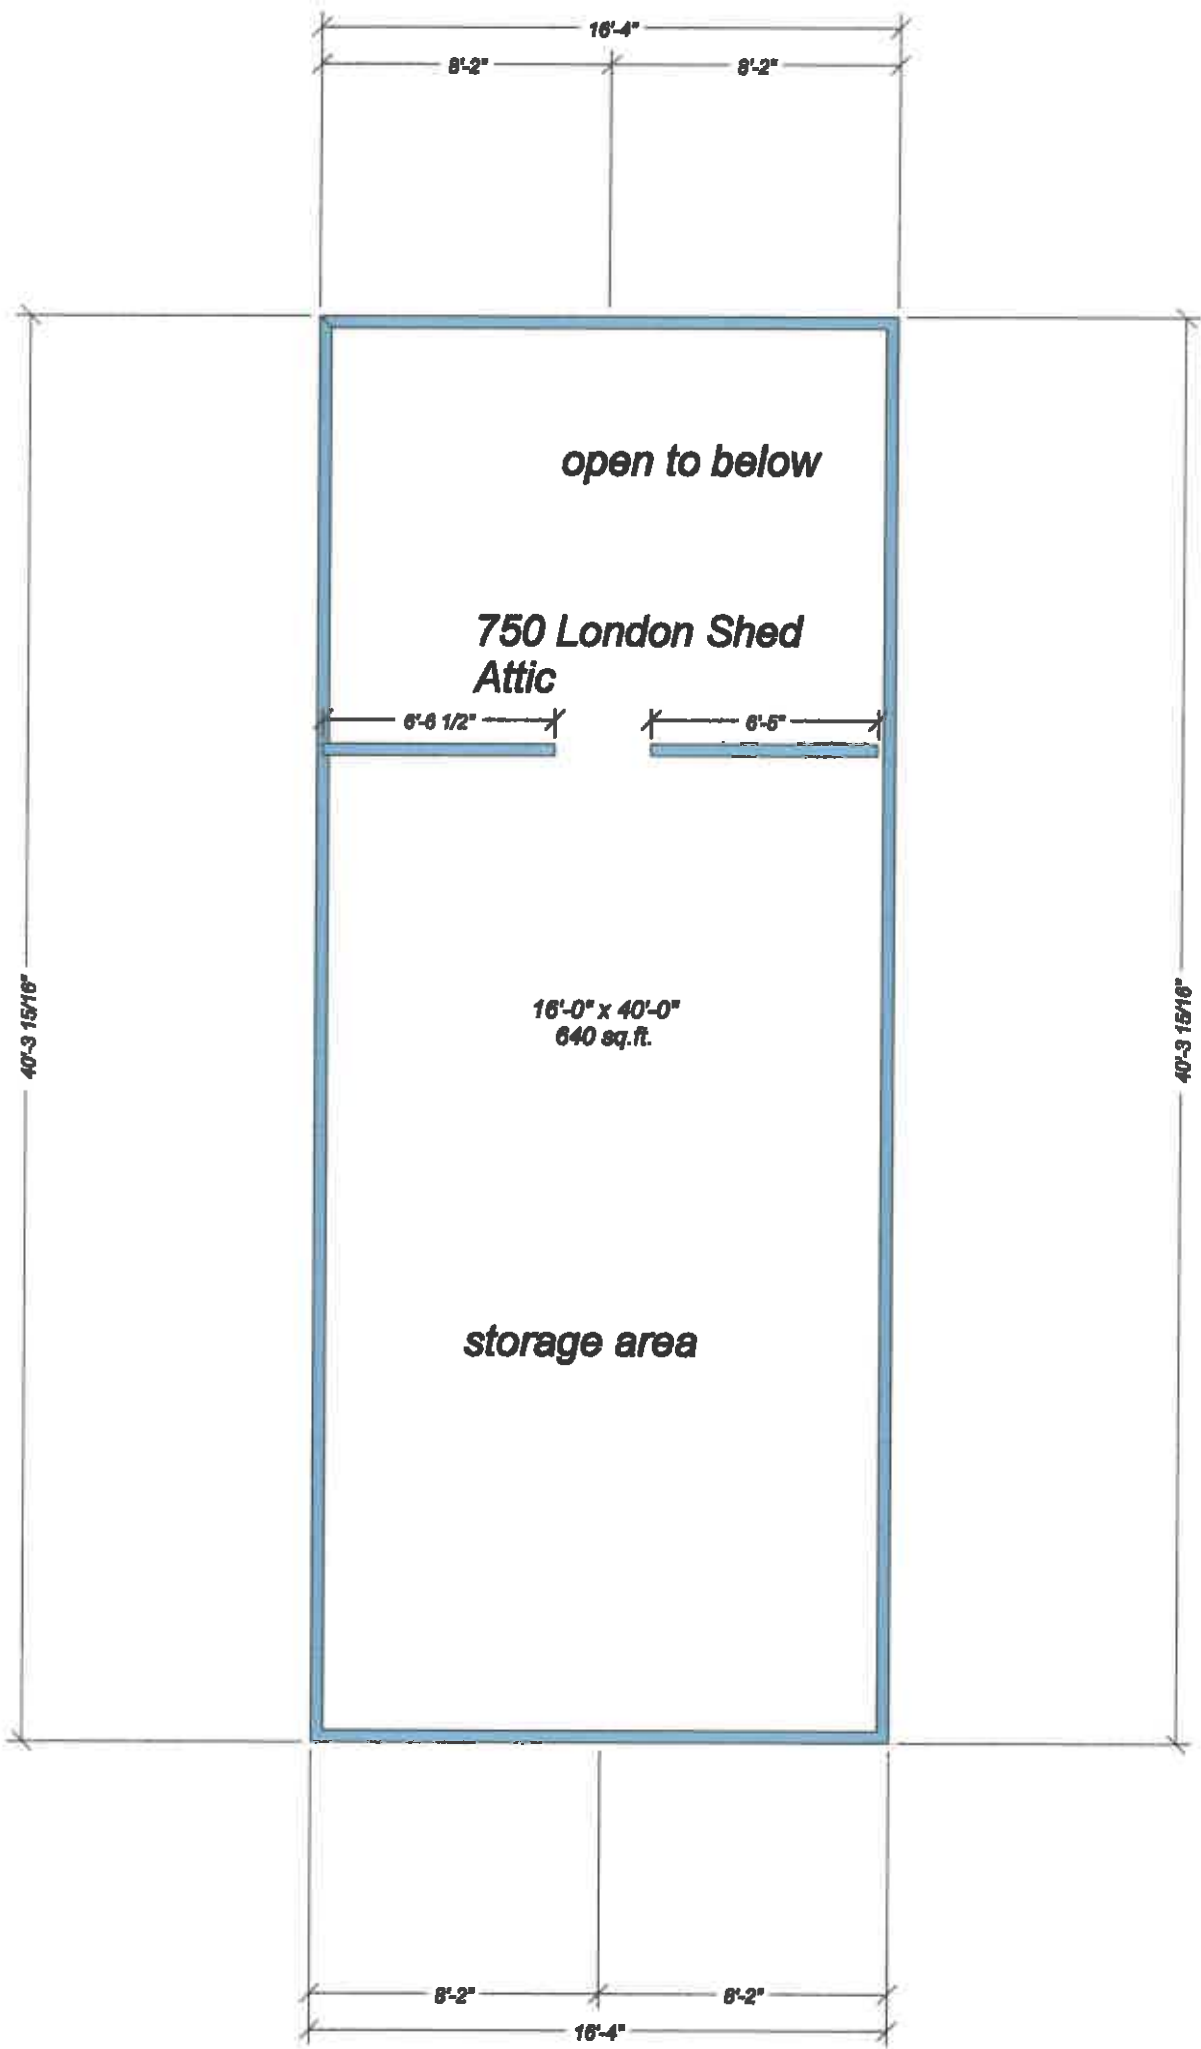 16'-4"
8'-2"
8'-2"
open to below
750 London Shed
Attic
6'-6 1/2"
6'-5"
40'-3 15/16"
40'-3 15/16"
16'-0" x 40'-0"
640 sq.ft.
storage area
8'-2"
8'-2"
16'-4"